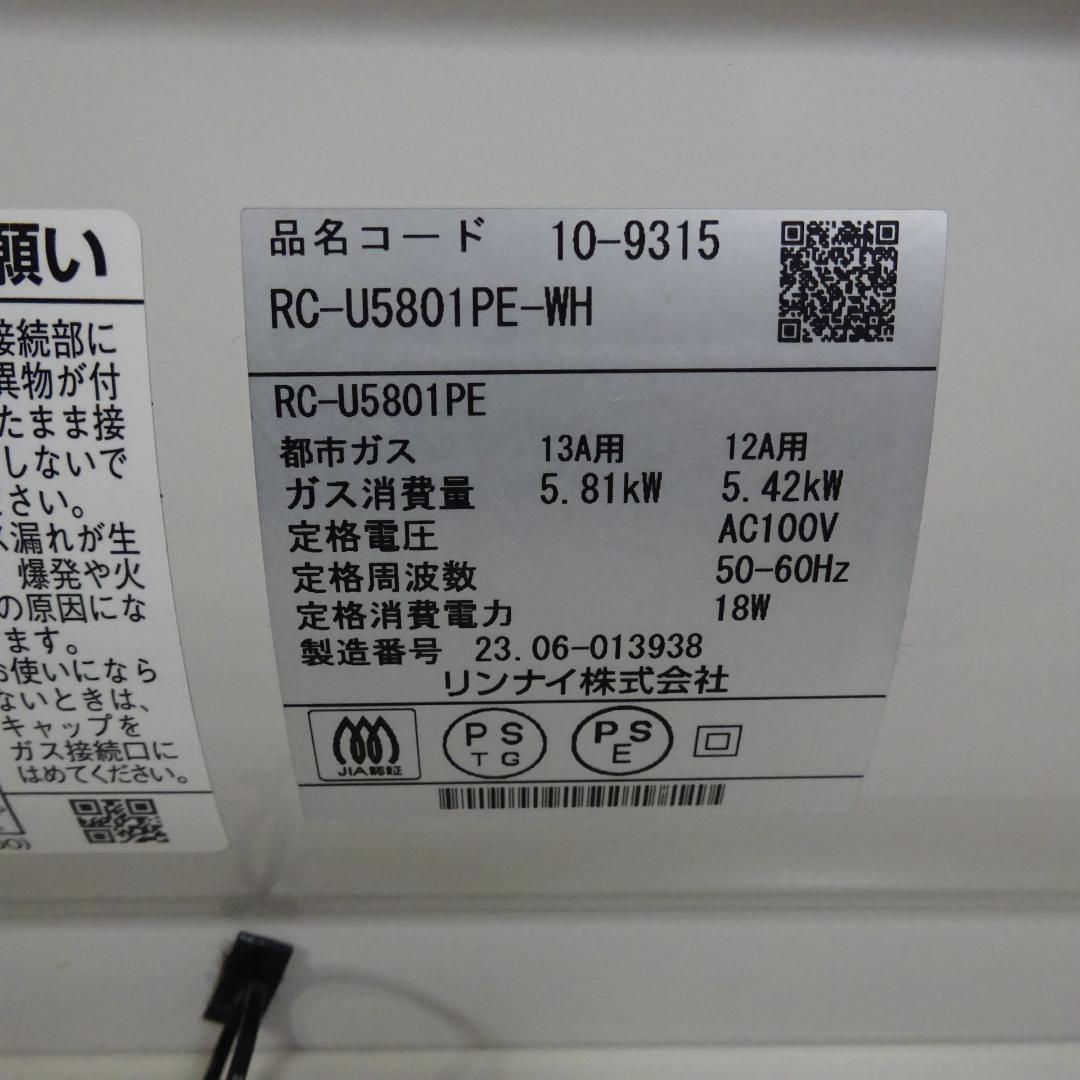 願い
接続部に
異物が付
たまま接
しないで
ださい。
ス漏れが生
爆発や火
の原因にな
ます。
お使いになら
ないときは、
キャップを
ガス接続口に
はめてください。
品名コード 10-9315
RC-U5801PE-WH
RC-U5801PE
都市ガス 13A用 12A用
ガス消費量 5.81kW 5.42kW
定格電圧 AC100V
定格周波数 50-60Hz
定格消費電力 18W
製造番号 23.06-013938
リンナイ株式会社
JIA認証
PS
TG
PS
E